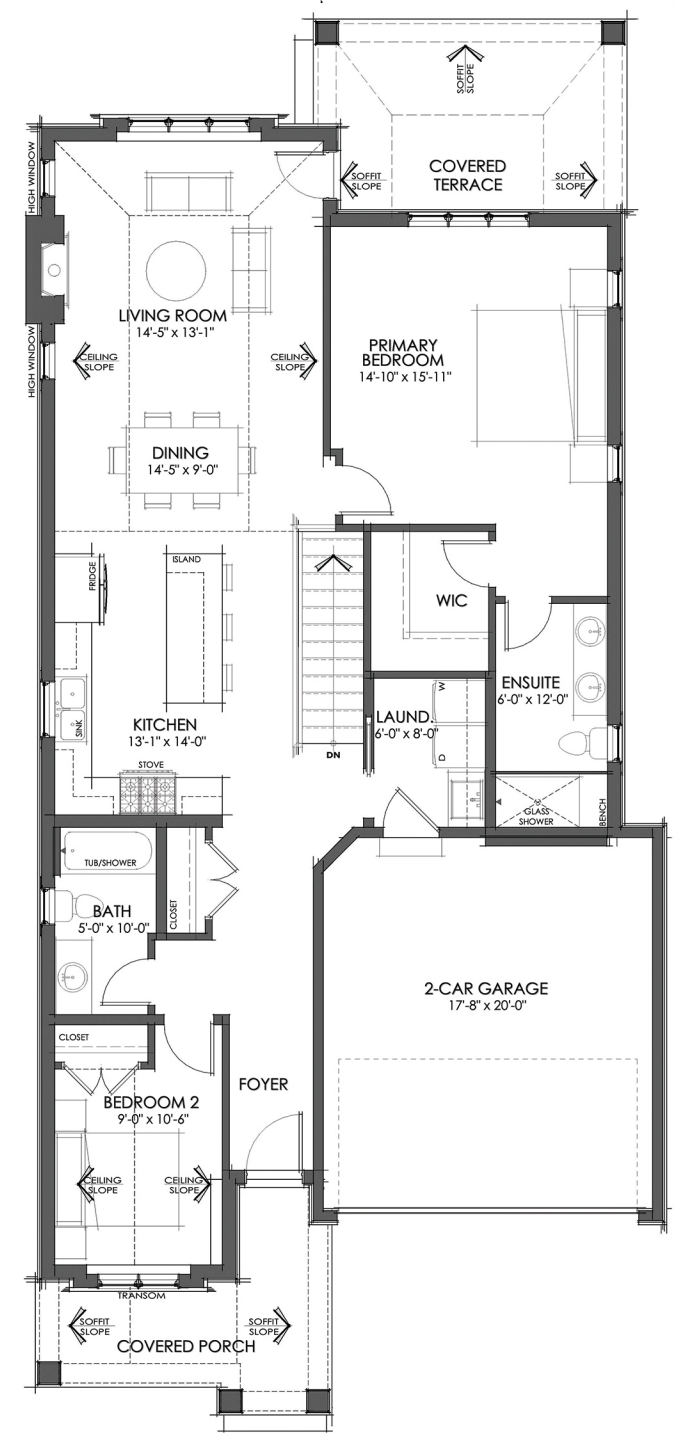 SOFFIT
SLOPE
COVERED
TERRACE
SOFFIT
SLOPE
SOFFIT
SLOPE
HIGH WINDOW
LIVING ROOM
14'-5" x 13'-1"
HIGH WINDOW
CEILING
SLOPE
CEILING
SLOPE
PRIMARY
BEDROOM
14'-10" x 15'-11"
DINING
14'-5" x 9'-0"
ISLAND
FRIDGE
WIC
ENSUITE
6'-0" x 12'-0"
W
LAUND.
6'-0" x 8'-0"
D
SINK
KITCHEN
13'-1" x 14'-0"
DN
STOVE
GLASS
SHOWER
BENCH
TUB/SHOWER
CLOSET
BATH
5'-0" x 10'-0"
2-CAR GARAGE
17'-8" x 20'-0"
CLOSET
FOYER
BEDROOM 2
9'-0" x 10'-6"
CEILING
SLOPE
CEILING
SLOPE
TRANSOM
SOFFIT
SLOPE
SOFFIT
SLOPE
COVERED PORCH